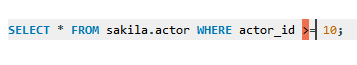 SELECT * FROM sakila.actor WHERE actor_id >= 10;